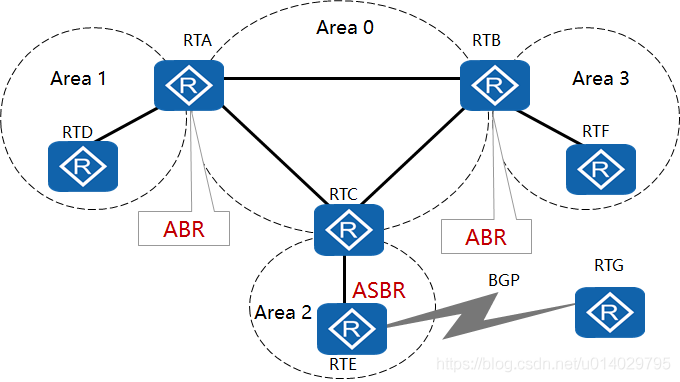 Area 0
RTA
RTB
Area 1
Area 3
R
R
RTD
RTF
R
R
RTC
ABR
R
ABR
ASBR
BGP
RTG
Area 2
R
R
RTE
https://blog.csdn.net/u014029795